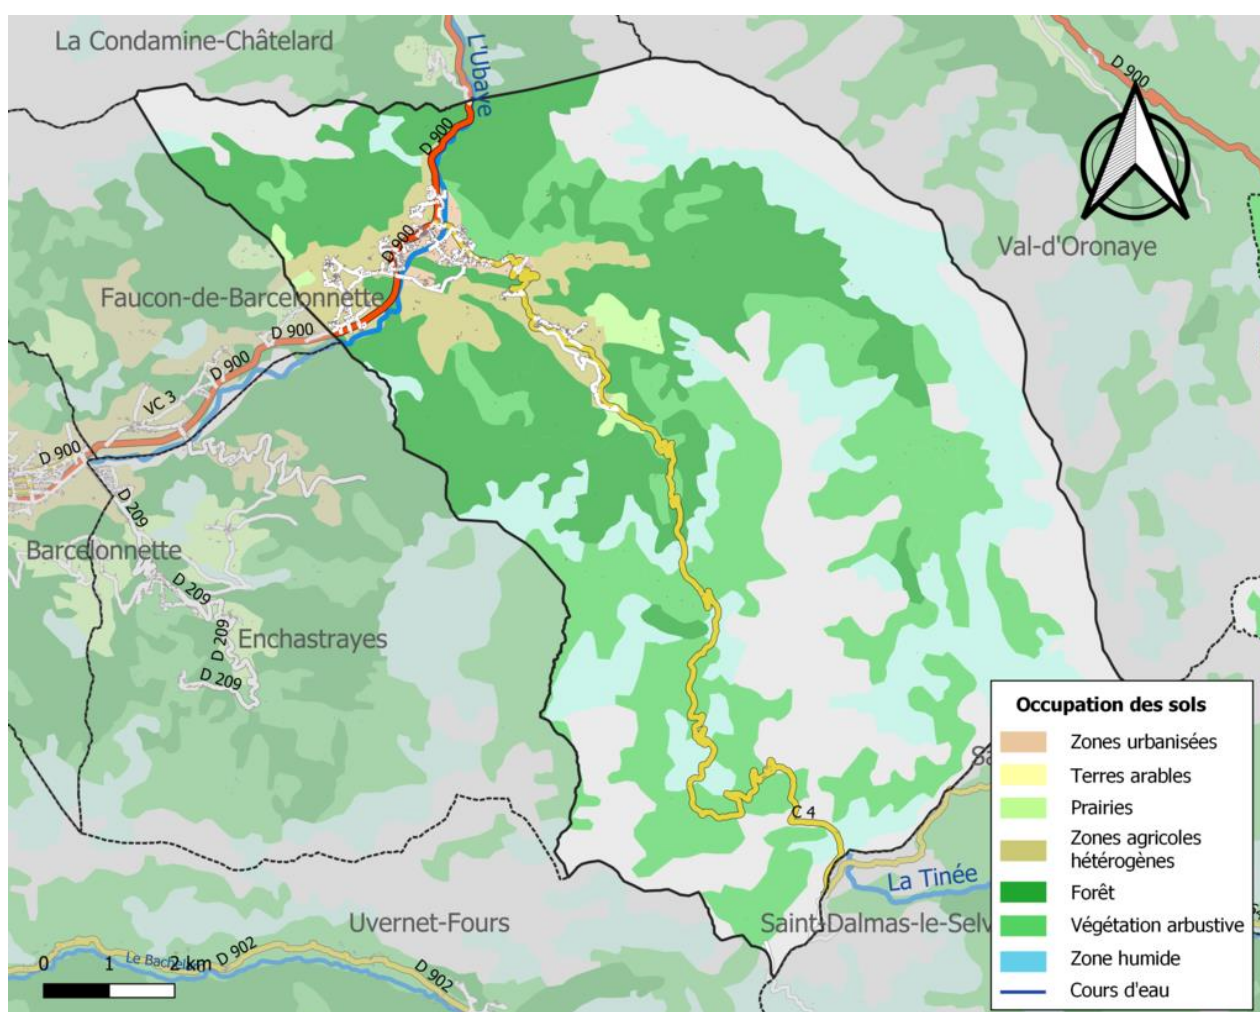 La Condamine-Châtelard
L'Ubaye
D 900
D 900
Val-d'Oronaye
D 900
Faucon-de-Barcelonnette
D 900
D 900
VC 3
D 900
D 209
Barcelonnette
D 209
D 209
Enchastrayes
D 209
Occupation des sols
Zones urbanisées
Terres arables
Prairies
Zones agricoles
hétérogènes
Forêt
Végétation arbustive
Zone humide
Cours d'eau
C 4
La Tinée
Uvernet-Fours
Saint-Dalmas-le-Selv
D 902
D 902
0 1 2 km